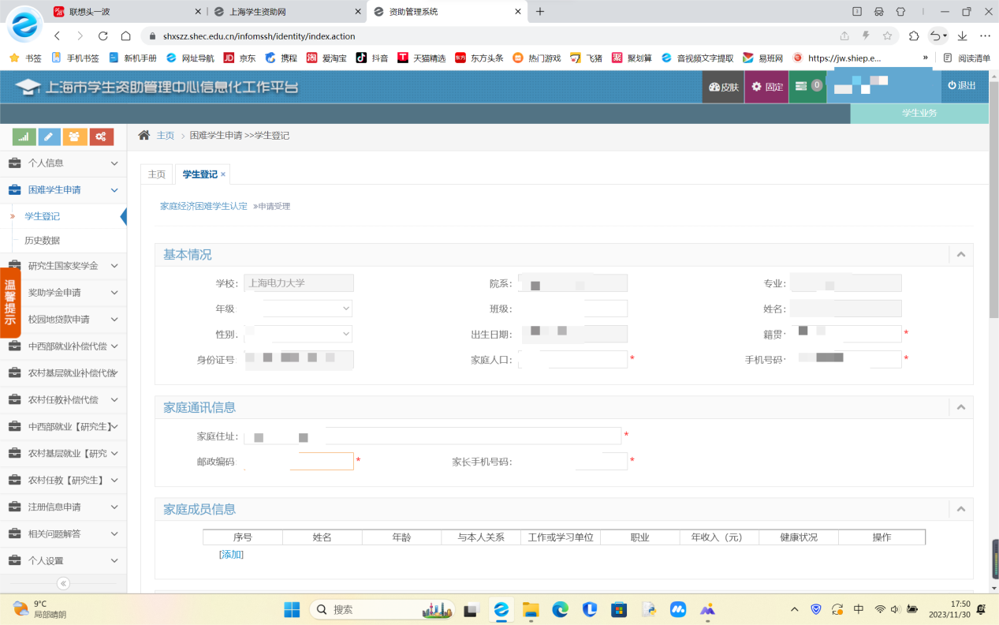 联想头一波
上海学生资助网
资助管理系统
shxszz.shec.edu.cn/infomssh/identity/index.action
书签 手机书签 新机手册 网址导航 JD 京东 携程 淘 爱淘宝 抖音 T 天猫精选 东方 东方头条 热门游戏 飞猪 聚划算 音视频文字提取 易班网 https://jw.shiep.e... » 阅读清单
上海市学生资助管理中心信息化工作平台
皮肤 固定 0 退出
学生业务
主页 > 困难学生申请 >>学生登记
个人信息
困难学生申请
» 学生登记
历史数据
研究生国家奖学金
奖助学金申请
校园地贷款申请
中西部就业补偿代偿
农村基层就业补偿代偿
农村任教补偿代偿
中西部就业【研究生】
农村基层就业【研究
农村任教【研究生】
注册信息申请
相关问题解答
个人设置
«
温馨提示
主页 学生登记 ×
家庭经济困难学生认定 »申请受理
基本情况
学校: 上海电力大学 院系: 专业:
年级: 班级: 姓名:
性别: 出生日期: 籍贯: *
身份证号 家庭人口: * 手机号码: *
家庭通讯信息
家庭住址: *
邮政编码 * 家长手机号码: *
家庭成员信息
序号 姓名 年龄 与本人关系 工作或学习单位 职业 年收入（元） 健康状况 操作
[添加]
9°C
局部晴朗
搜索
中
17:50
2023/11/30